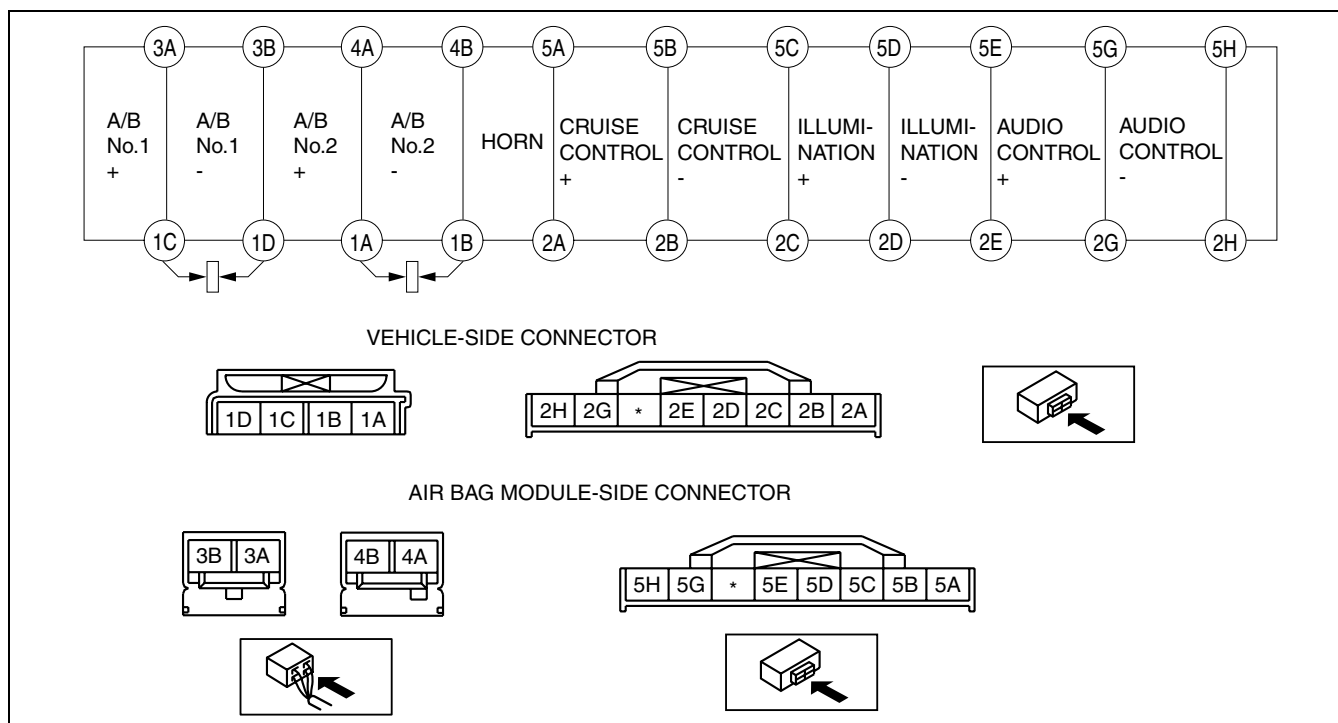 3A 3B 4A 4B 5A 5B 5C 5D 5E 5G 5H
A/B
No.1
+
A/B
No.1
-
A/B
No.2
+
A/B
No.2
-
HORN
CRUISE
CONTROL
+
CRUISE
CONTROL
-
ILLUMI-
NATION
+
ILLUMI-
NATION
-
AUDIO
CONTROL
+
AUDIO
CONTROL
-
1C 1D 1A 1B 2A 2B 2C 2D 2E 2G 2H
VEHICLE-SIDE CONNECTOR
1D 1C 1B 1A
2H 2G * 2E 2D 2C 2B 2A
AIR BAG MODULE-SIDE CONNECTOR
3B 3A
4B 4A
5H 5G * 5E 5D 5C 5B 5A